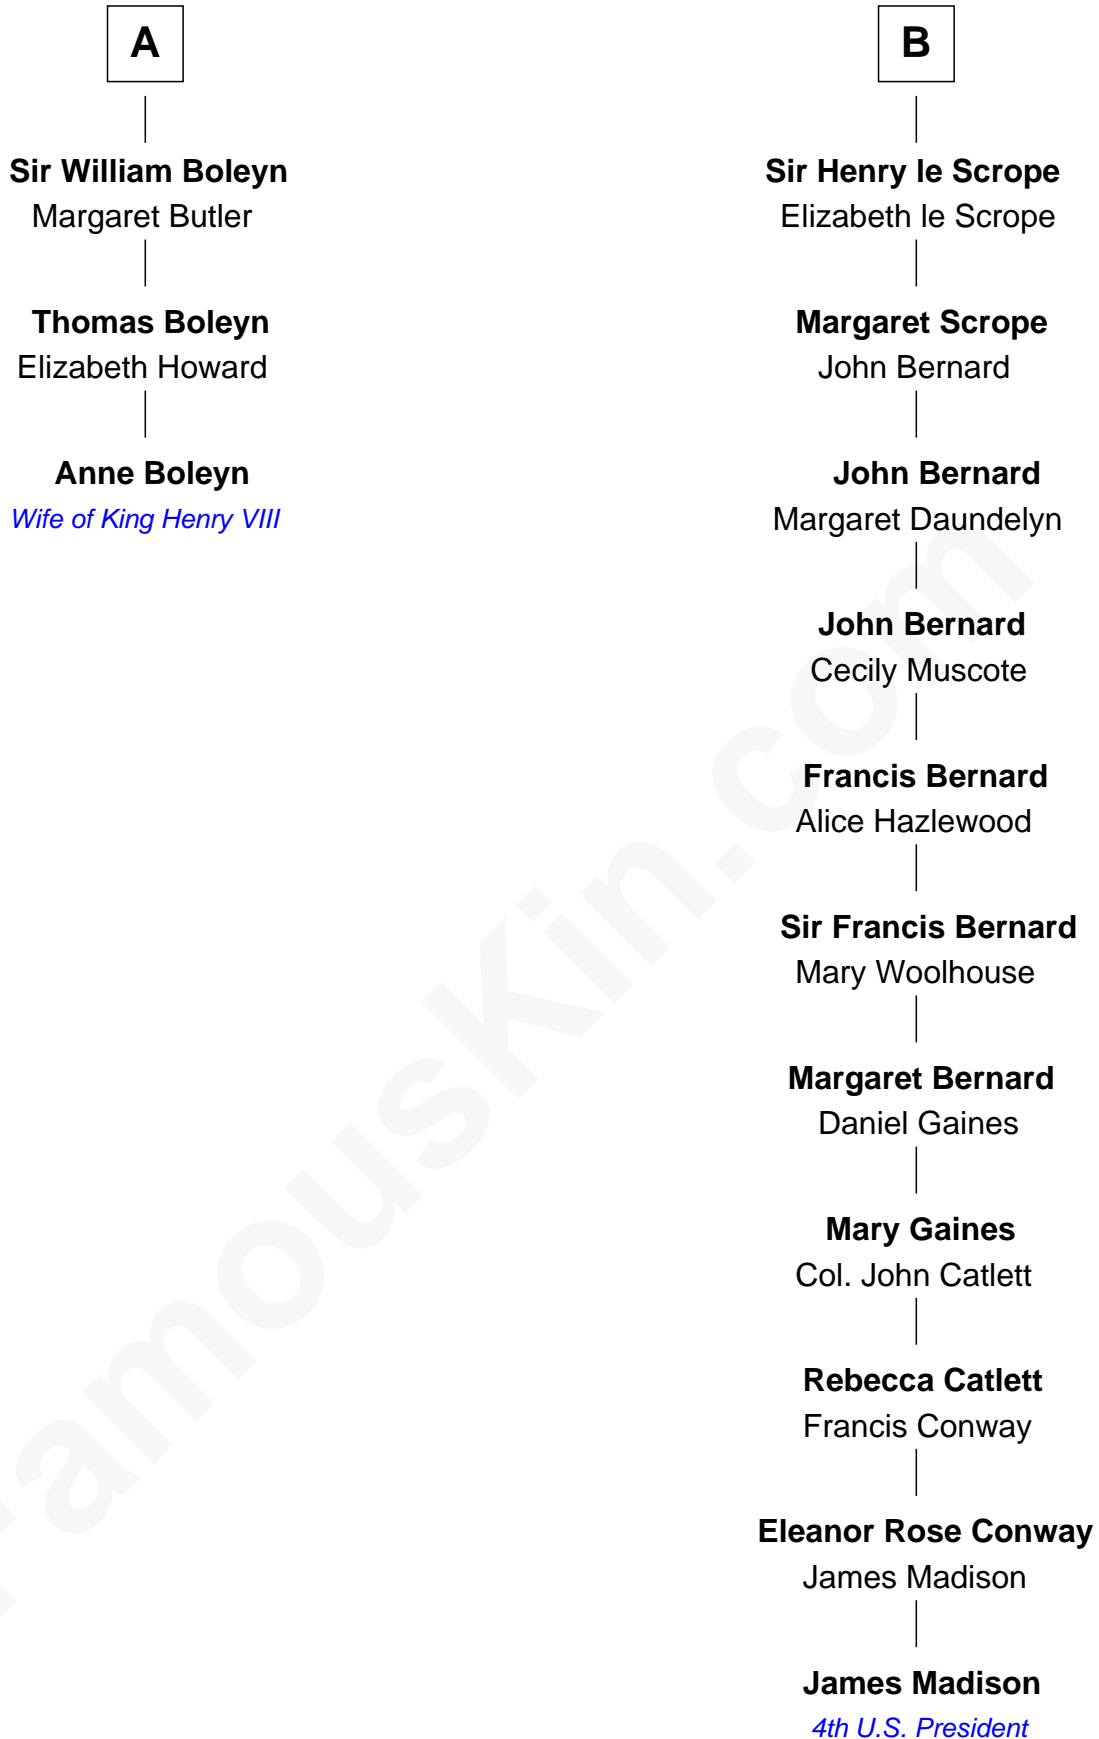 A
Sir William Boleyn
Margaret Butler
Thomas Boleyn
Elizabeth Howard
Anne Boleyn
Wife of King Henry VIII
B
Sir Henry le Scrope
Elizabeth le Scrope
Margaret Scrope
John Bernard
John Bernard
Margaret Daundelyn
John Bernard
Cecily Muscote
Francis Bernard
Alice Hazlewood
Sir Francis Bernard
Mary Woolhouse
Margaret Bernard
Daniel Gaines
Mary Gaines
Col. John Catlett
Rebecca Catlett
Francis Conway
Eleanor Rose Conway
James Madison
James Madison
4th U.S. President
FamousKin.com